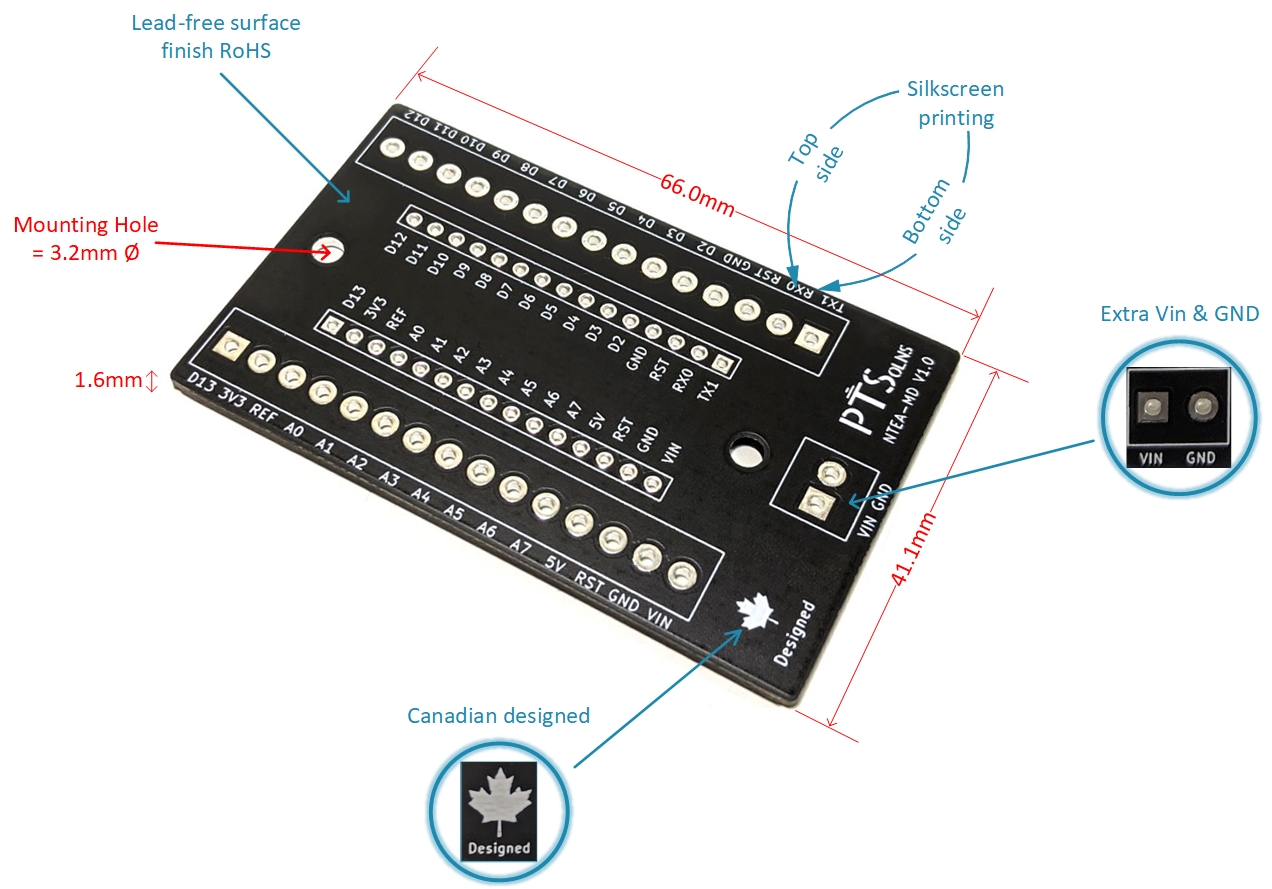 Lead-free surface
finish RoHS
Silkscreen
printing
Top
side
Bottom
side
66.0mm
Mounting Hole
= 3.2mm Ø
1.6mm
Extra Vin & GND
VIN GND
41.1mm
Canadian designed
Designed
D12 D11 D10 D9 D8 D7 D6 D5 D4 D3 D2 GND RST RX0 TX1
D12 D11 D10 D9 D8 D7 D6 D5 D4 D3 D2 GND RST RX0 TX1
D13 3V3 REF A0 A1 A2 A3 A4 A5 A6 A7 5V RST GND VIN
D13 3V3 REF A0 A1 A2 A3 A4 A5 A6 A7 5V RST GND VIN
PTSolns
NTEA-MD V1.0
VIN GND
Designed